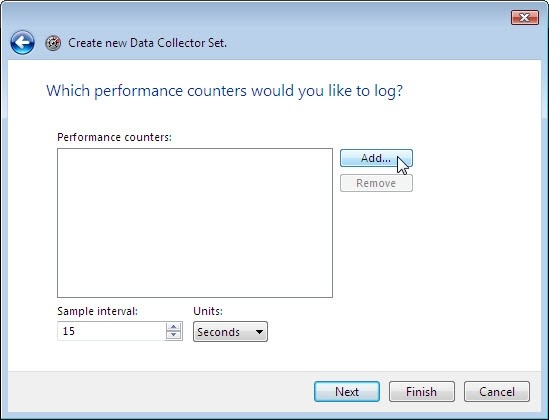 Create new Data Collector Set.
Which performance counters would you like to log?
Performance counters:
Add...
Remove
Sample interval:
Units:
15
Seconds
Next
Finish
Cancel